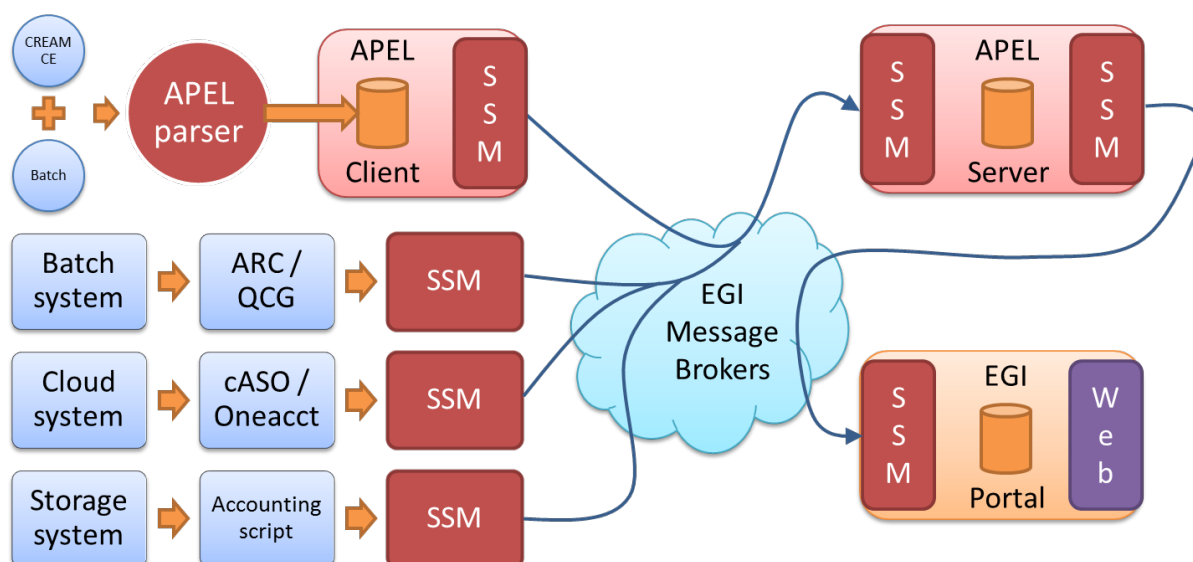 CREAM
CE
Batch
APEL
parser
APEL
Client
S
S
M
APEL
Server
S
S
M
S
S
M
Batch
system
ARC /
QCG
SSM
Cloud
system
cASO /
Oneacct
SSM
Storage
system
Accounting
script
SSM
EGI
Message
Brokers
S
S
M
EGI
Portal
W
e
b